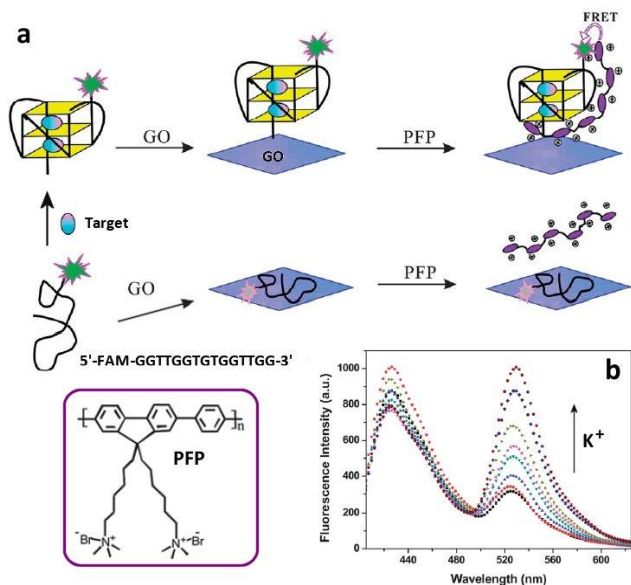 a
FRET
GO
GO
PFP
Target
GO
PFP
5'-FAM-GGTTGGTGTGGTTGG-3'
n
PFP
-Br
N+
N+
Br-
b
K+
Fluorescence Intensity (a.u.)
1000
800
600
400
200
0
440
480
520
560
600
Wavelength (nm)